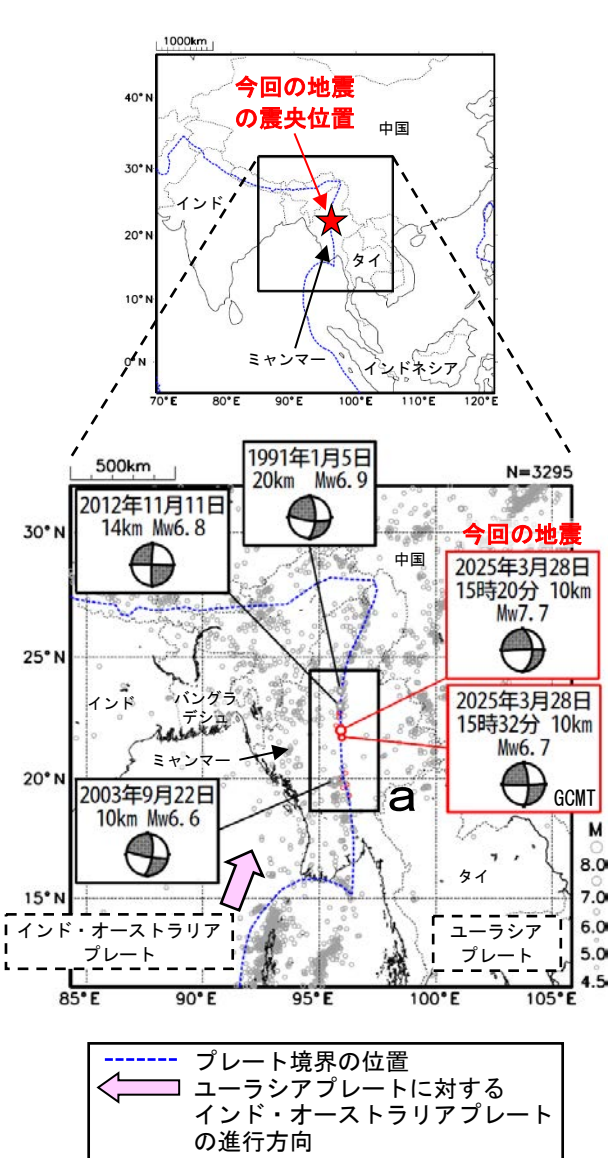 1000km
今回の地震
の震央位置
40°N
中国
30°N
インド
20°N
タイ
10°N
ミャンマー
インドネシア
0°N
70°E 80°E 90°E 100°E 110°E 120°E
500km
N=3295
1991年1月5日
20km Mw6.9
2012年11月11日
14km Mw6.8
今回の地震
30°N
中国
2025年3月28日
15時20分 10km
Mw7.7
25°N
インド
バングラ
デシュ
2025年3月28日
15時32分 10km
Mw6.7
GCMT
ミャンマー
20°N
2003年9月22日
10km Mw6.6
a
M
8.0
タイ
7.0
15°N
インド・オーストラリア
プレート
ユーラシア
プレート
6.0
5.0
4.5
85°E 90°E 95°E 100°E 105°E
プレート境界の位置
ユーラシアプレートに対する
インド・オーストラリアプレート
の進行方向